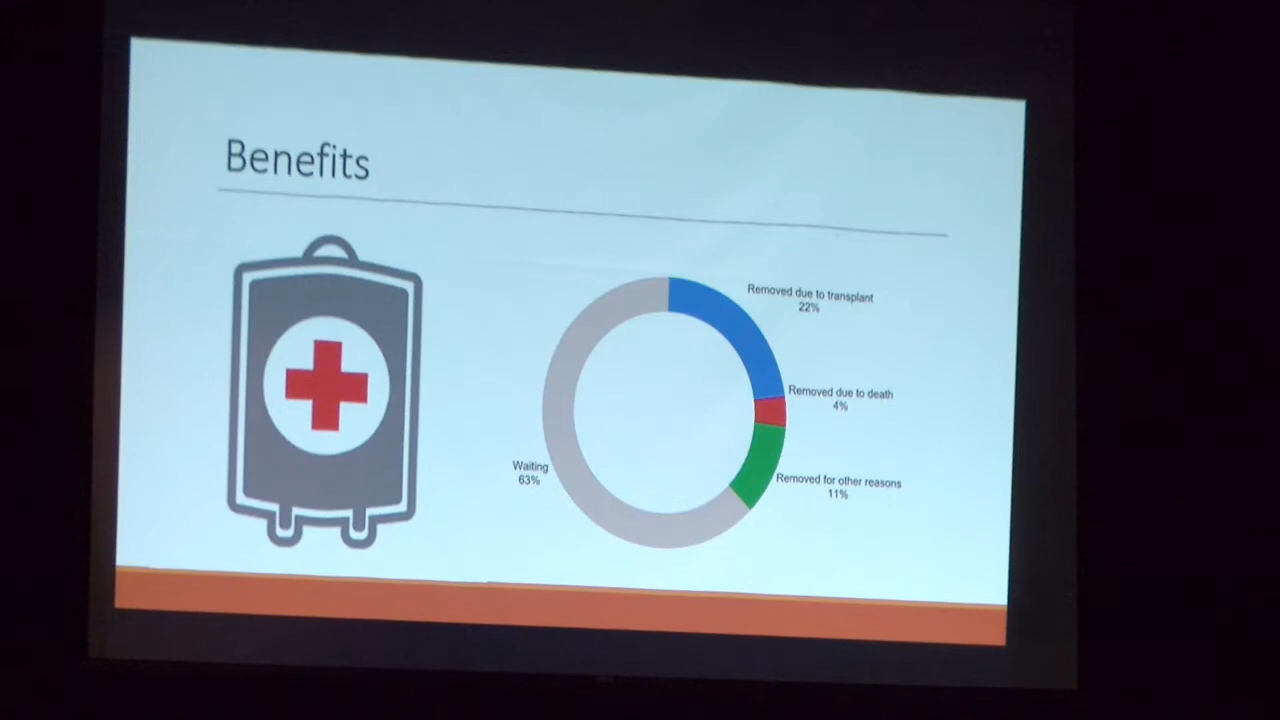 Benefits
Removed due to transplant
22%
Removed due to death
4%
Waiting
63%
Removed for other reasons
11%